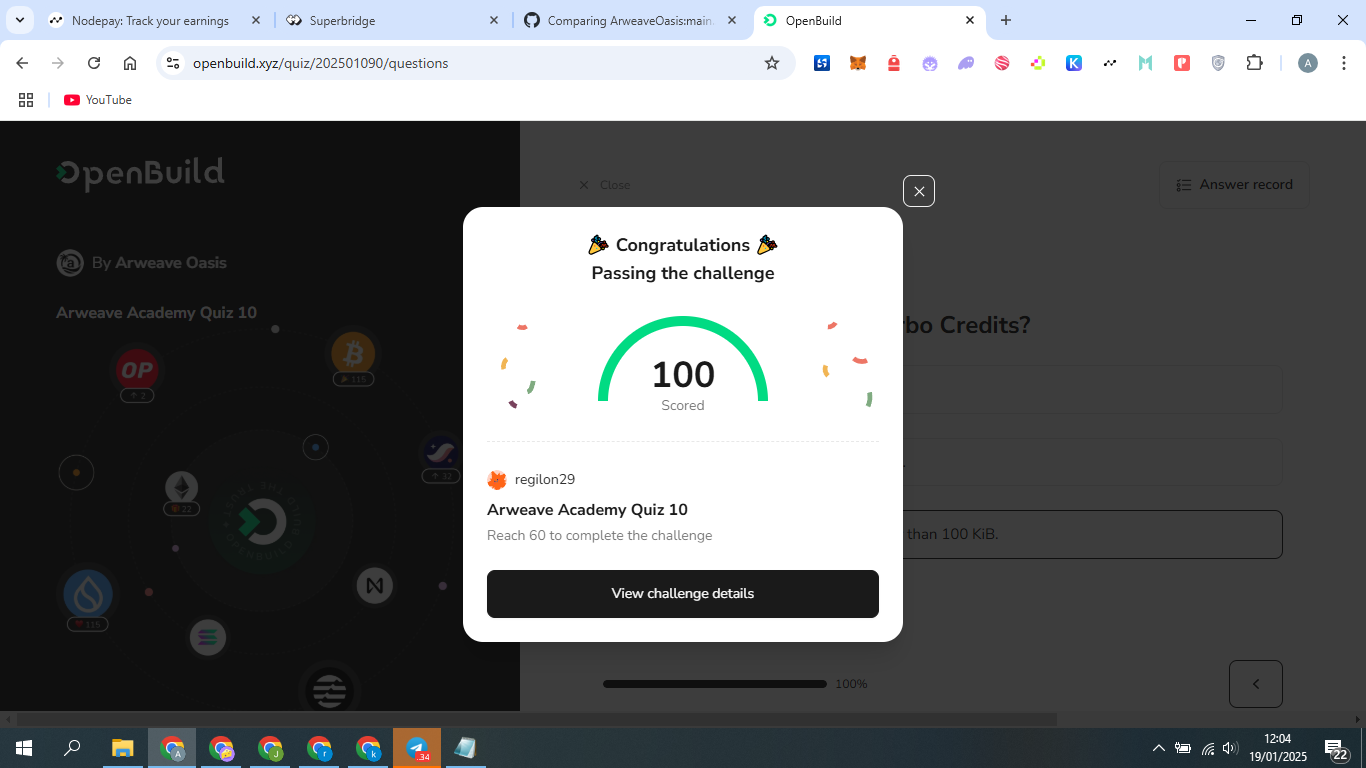 Nodepay: Track your earnings
Superbridge
Comparing ArweaveOasis:main
OpenBuild
openbuild.xyz/quiz/202501090/questions
A
YouTube
OpenBuild
Close
Answer record
By Arweave Oasis
Arweave Academy Quiz 10
OP
2
115
32
22
115
OPENBUILD
🎉 Congratulations 🎉
Passing the challenge
100
Scored
regilon29
Arweave Academy Quiz 10
Reach 60 to complete the challenge
View challenge details
Credits?
than 100 KiB.
100%
A
J
r
k
34
12:04
19/01/2025
22